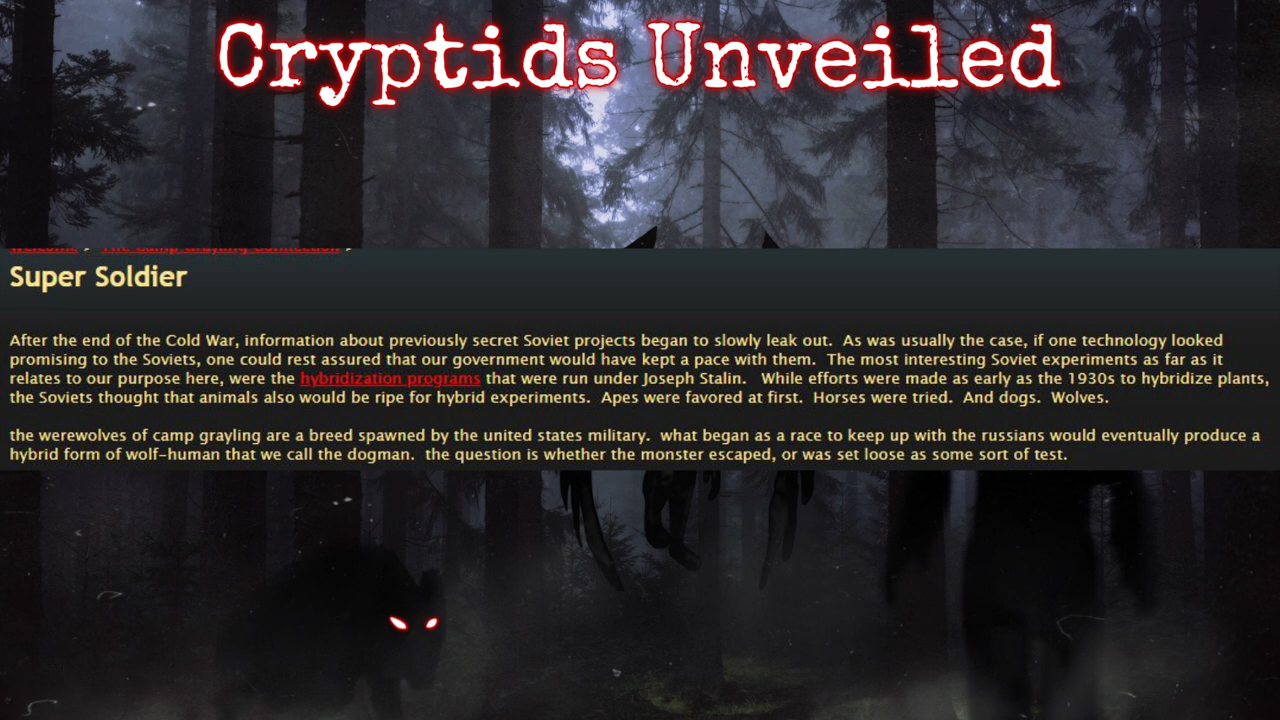 Cryptids Unveiled
Welcome > The Camp Grayling Connection >
Super Soldier
After the end of the Cold War, information about previously secret Soviet projects began to slowly leak out. As was usually the case, if one technology looked
promising to the Soviets, one could rest assured that our government would have kept a pace with them. The most interesting Soviet experiments as far as it
relates to our purpose here, were the hybridization programs that were run under Joseph Stalin. While efforts were made as early as the 1930s to hybridize plants,
the Soviets thought that animals also would be ripe for hybrid experiments. Apes were favored at first. Horses were tried. And dogs. Wolves.
the werewolves of camp grayling are a breed spawned by the united states military. what began as a race to keep up with the russians would eventually produce a
hybrid form of wolf-human that we call the dogman. the question is whether the monster escaped, or was set loose as some sort of test.